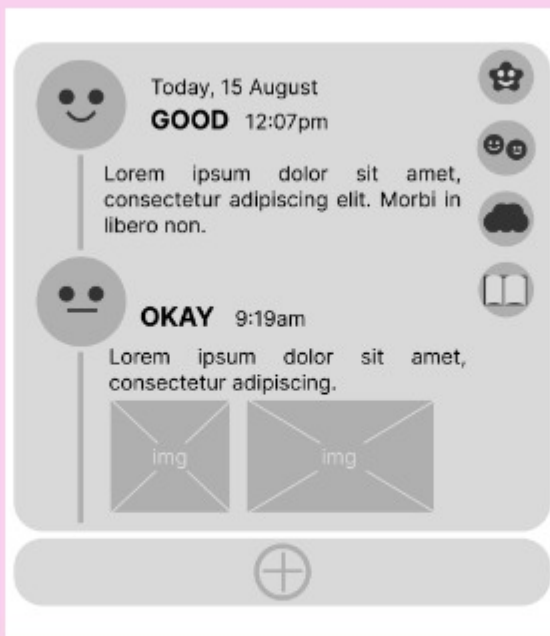 Today, 15 August
GOOD 12:07pm
Lorem ipsum dolor sit amet,
consectetur adipiscing elit. Morbi in
libero non.
OKAY 9:19am
Lorem ipsum dolor sit amet,
consectetur adipiscing.
img img